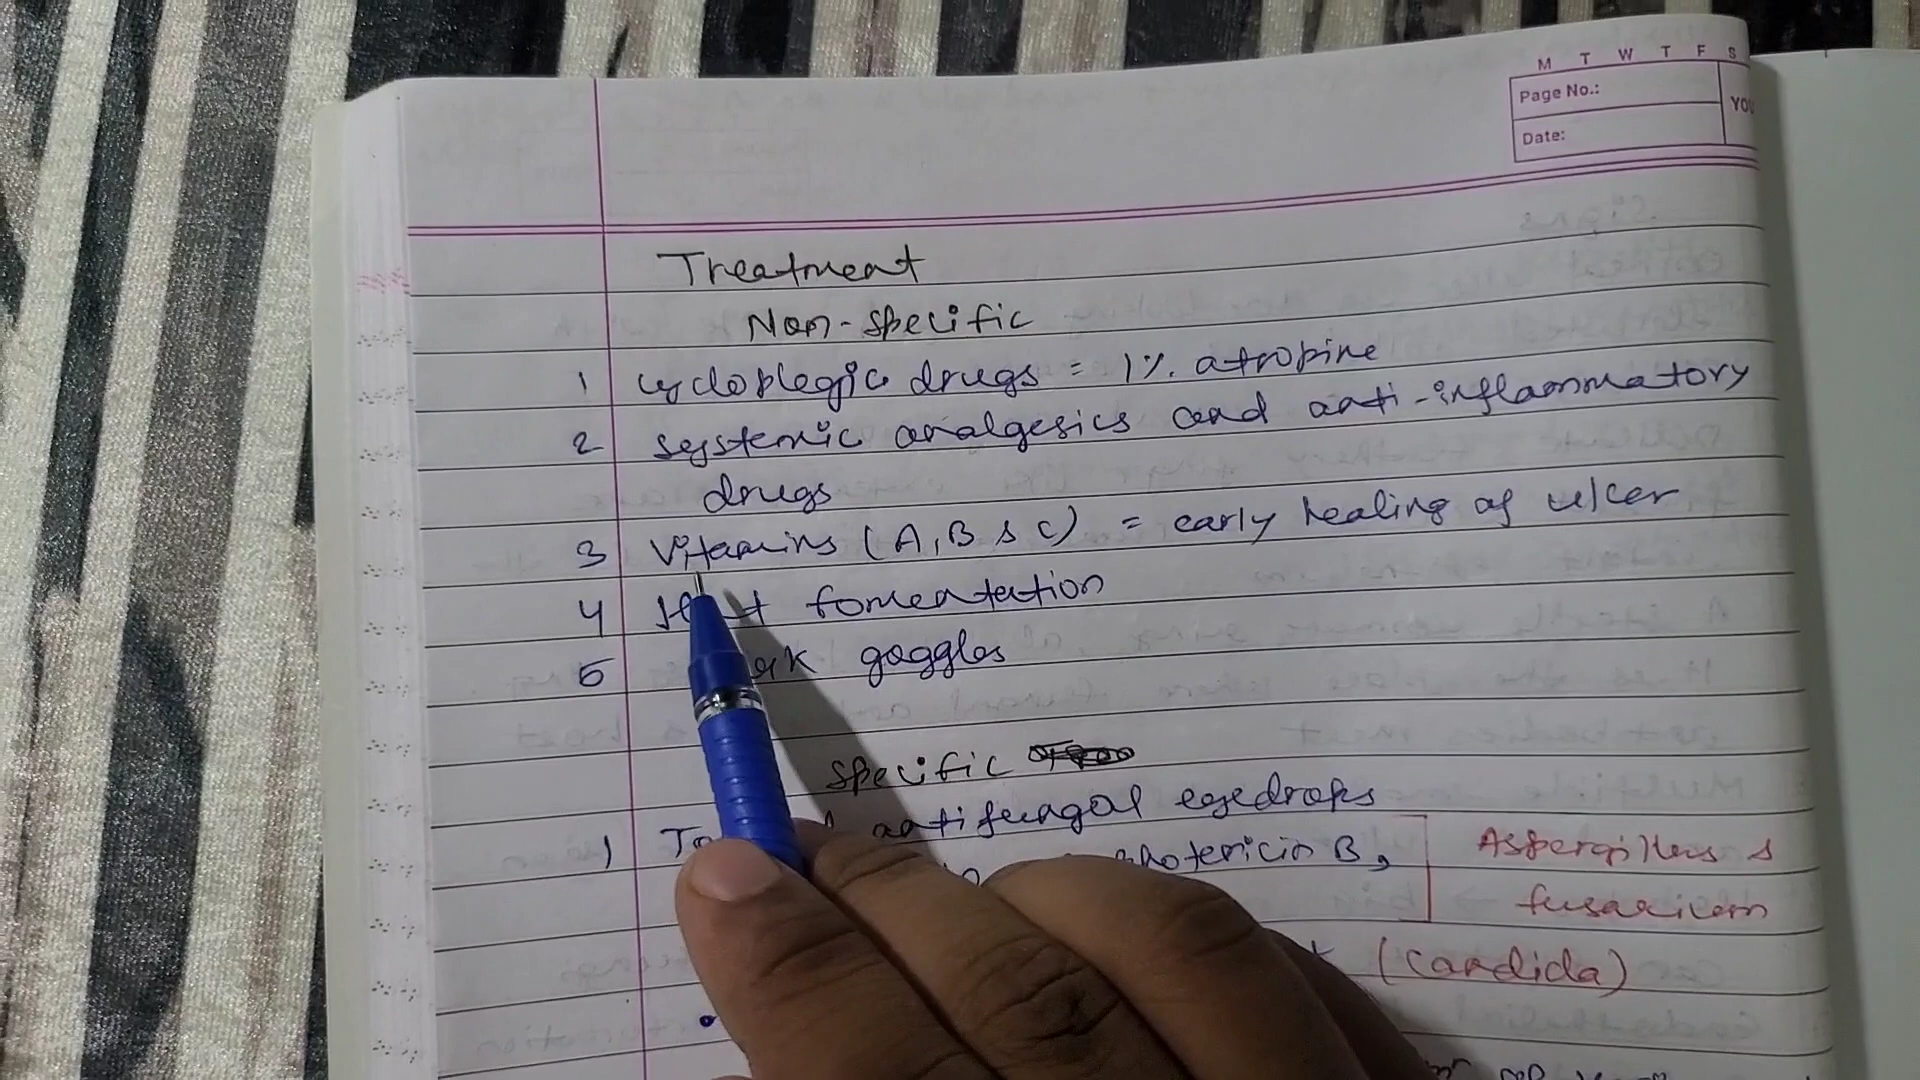 M T W T F S
Page No.:
YO
Date:
Treatment
Non-specific
1 cycloplegic drugs = 1% atropine
2 systemic analgesics and anti-inflammatory
drugs
3 Vitamins (A, B & C) = early healing of ulcer
4 fomentation
5 goggles
specific
1) antifungal eyedrops
B, Aspergillus &
fusarium
(candida)